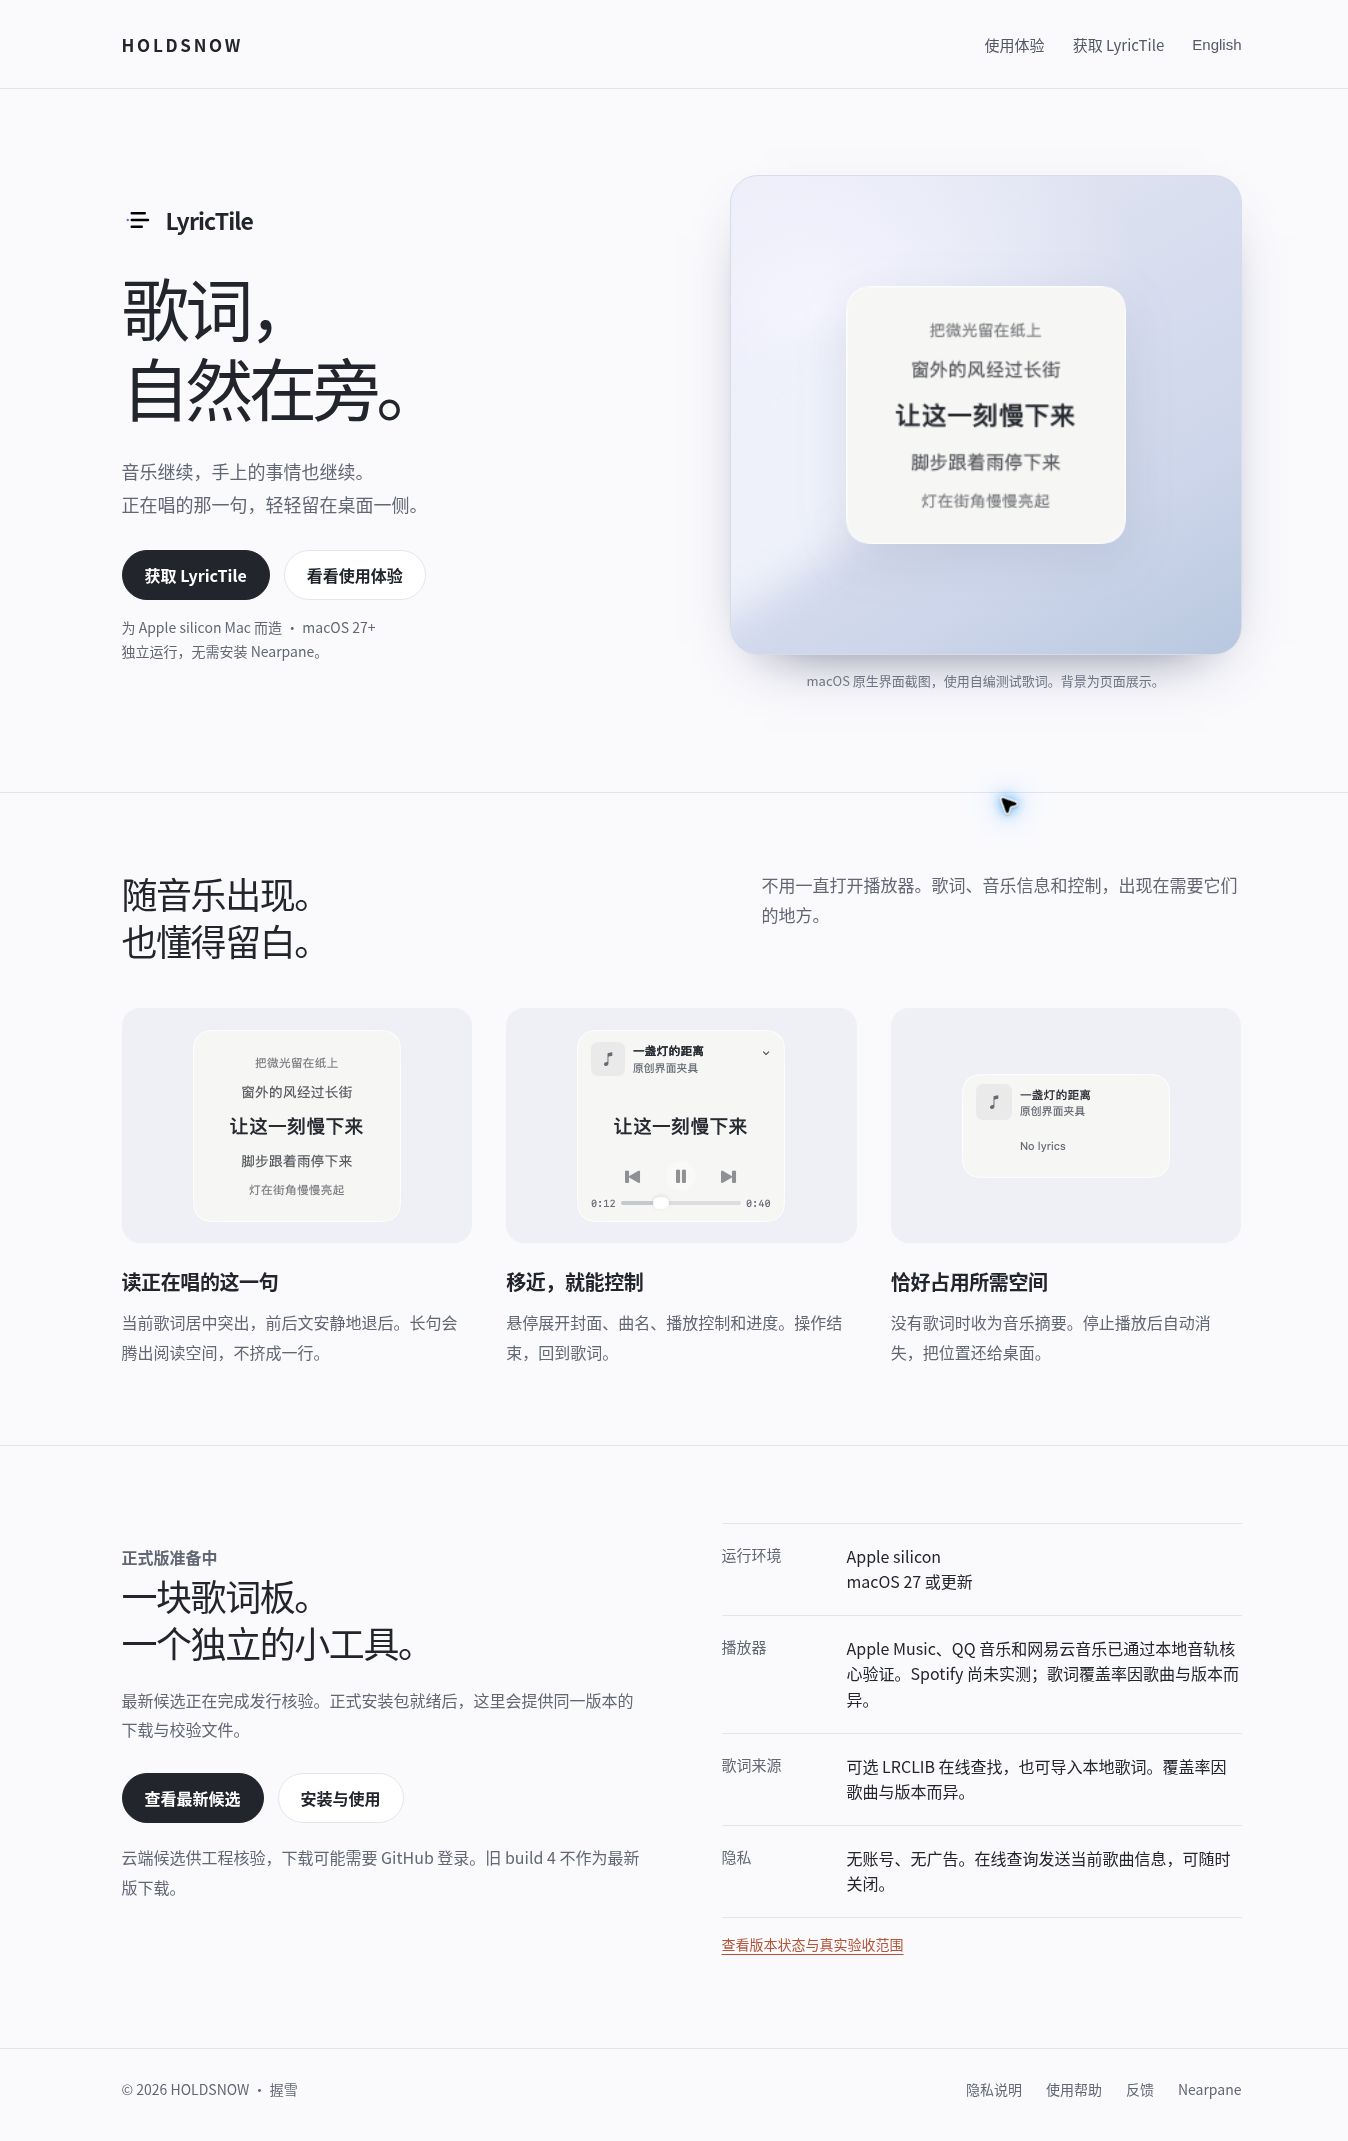 HOLDSNOW
使用体验
获取 LyricTile
English
LyricTile
歌词，
自然在旁。
音乐继续，手上的事情也继续。
正在唱的那一句，轻轻留在桌面一侧。
获取 LyricTile
看看使用体验
为 Apple silicon Mac 而造 · macOS 27+
独立运行，无需安装 Nearpane。
把微光留在纸上
窗外的风经过长街
让这一刻慢下来
脚步跟着雨停下来
灯在街角慢慢亮起
macOS 原生界面截图，使用自编测试歌词。背景为页面展示。
随音乐出现。
也懂得留白。
不用一直打开播放器。歌词、音乐信息和控制，出现在需要它们
的地方。
把微光留在纸上
窗外的风经过长街
让这一刻慢下来
脚步跟着雨停下来
灯在街角慢慢亮起
读正在唱的这一句
当前歌词居中突出，前后文安静地退后。长句会
腾出阅读空间，不挤成一行。
一盏灯的距离
原创界面夹具
让这一刻慢下来
0:12
0:40
移近，就能控制
悬停展开封面、曲名、播放控制和进度。操作结
束，回到歌词。
一盏灯的距离
原创界面夹具
No lyrics
恰好占用所需空间
没有歌词时收为音乐摘要。停止播放后自动消
失，把位置还给桌面。
正式版准备中
一块歌词板。
一个独立的小工具。
最新候选正在完成发行核验。正式安装包就绪后，这里会提供同一版本的
下载与校验文件。
查看最新候选
安装与使用
云端候选供工程核验，下载可能需要 GitHub 登录。旧 build 4 不作为最新
版下载。
运行环境
Apple silicon
macOS 27 或更新
播放器
Apple Music、QQ 音乐和网易云音乐已通过本地音轨核
心验证。Spotify 尚未实测；歌词覆盖率因歌曲与版本而
异。
歌词来源
可选 LRCLIB 在线查找，也可导入本地歌词。覆盖率因
歌曲与版本而异。
隐私
无账号、无广告。在线查询发送当前歌曲信息，可随时
关闭。
查看版本状态与真实验收范围
© 2026 HOLDSNOW · 握雪
隐私说明
使用帮助
反馈
Nearpane